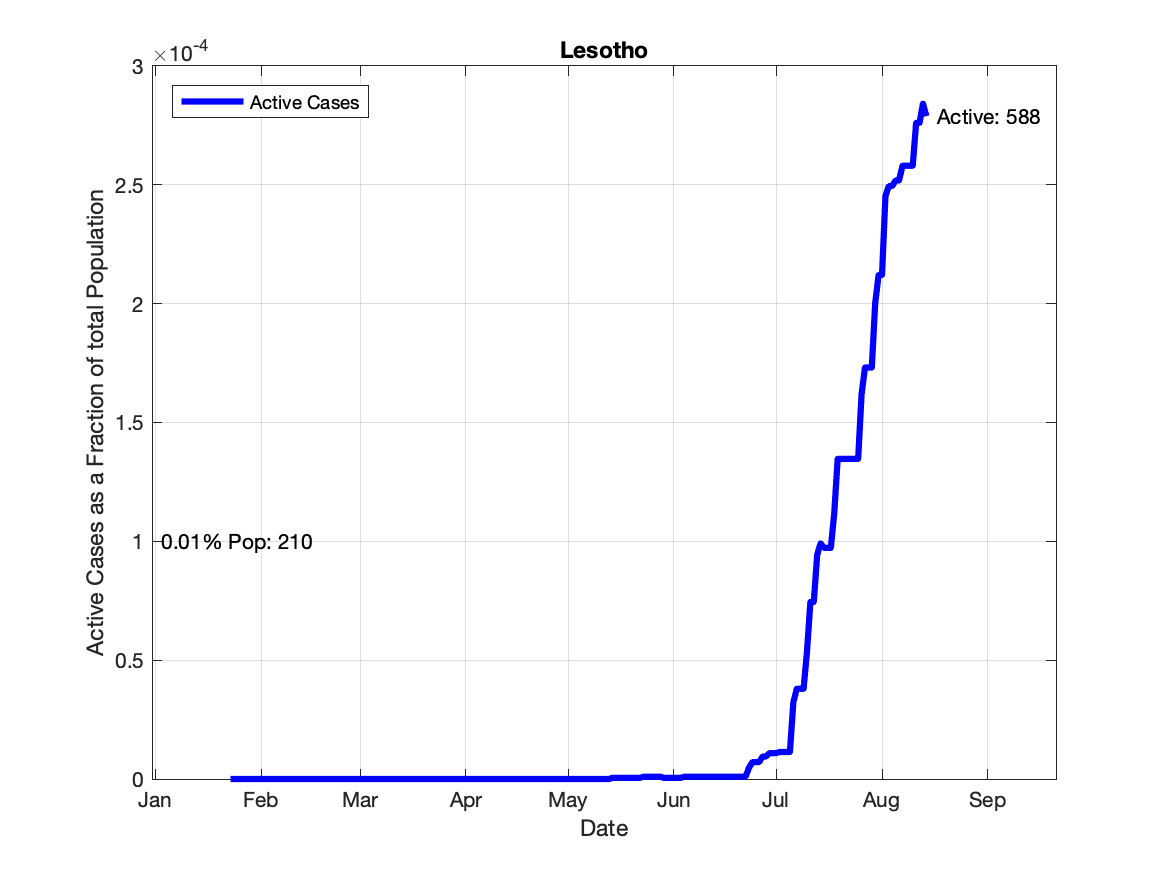 Lesotho
×10-4
3
2.5
2
1.5
1
0.5
0
Active Cases as a Fraction of total Population
Active Cases
Active: 588
0.01% Pop: 210
Jan Feb Mar Apr May Jun Jul Aug Sep
Date